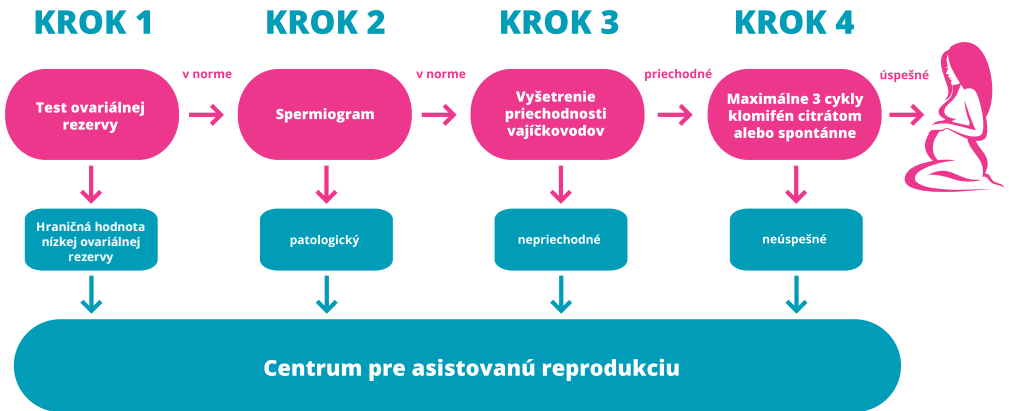 KROK 1
KROK 2
KROK 3
KROK 4
v norme
v norme
priechodné
úspešné
Test ovariálnej
rezervy
Spermiogram
Vyšetrenie
priechodnosti
vajíčkovodov
Maximálne 3 cykly
klomifén citrátom
alebo spontánne
Hraničná hodnota
nízkej ovariálnej
rezervy
patologický
nepriechodné
neúspešné
Centrum pre asistovanú reprodukciu